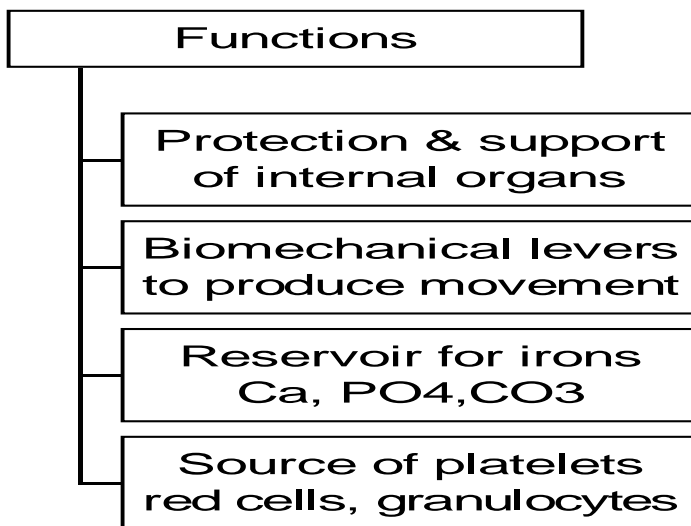 Functions
Protection & support
of internal organs
Biomechanical levers
to produce movement
Reservoir for irons
Ca, PO4,CO3
Source of platelets
red cells, granulocytes